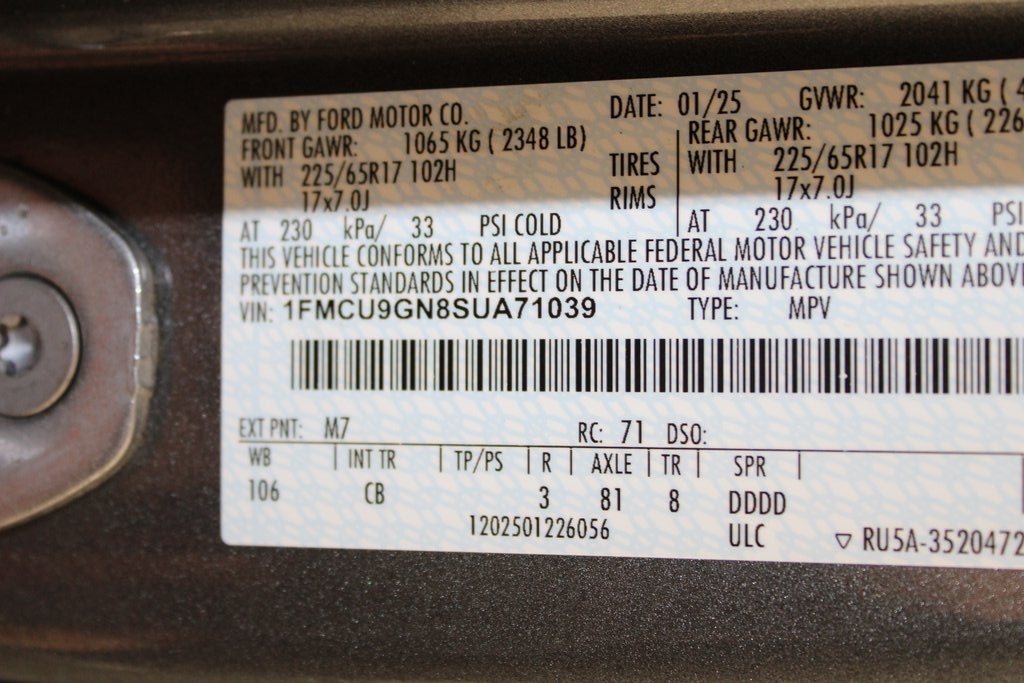 MFD. BY FORD MOTOR CO. DATE: 01/25 GVWR: 2041 KG ( 4
FRONT GAWR: 1065 KG ( 2348 LB) REAR GAWR: 1025 KG ( 226
WITH 225/65R17 102H TIRES WITH 225/65R17 102H
17x7.0J RIMS 17x7.0J
AT 230 kPa/ 33 PSI COLD AT 230 kPa/ 33 PSI
THIS VEHICLE CONFORMS TO ALL APPLICABLE FEDERAL MOTOR VEHICLE SAFETY AND
PREVENTION STANDARDS IN EFFECT ON THE DATE OF MANUFACTURE SHOWN ABOVE
VIN: 1FMCU9GN8SUA71039 TYPE: MPV
EXT PNT: M7 RC: 71 DSO:
WB INT TR TP/PS R AXLE TR SPR
106 CB 3 81 8 DDDD
1202501226056 ULC ▽ RU5A-3520472